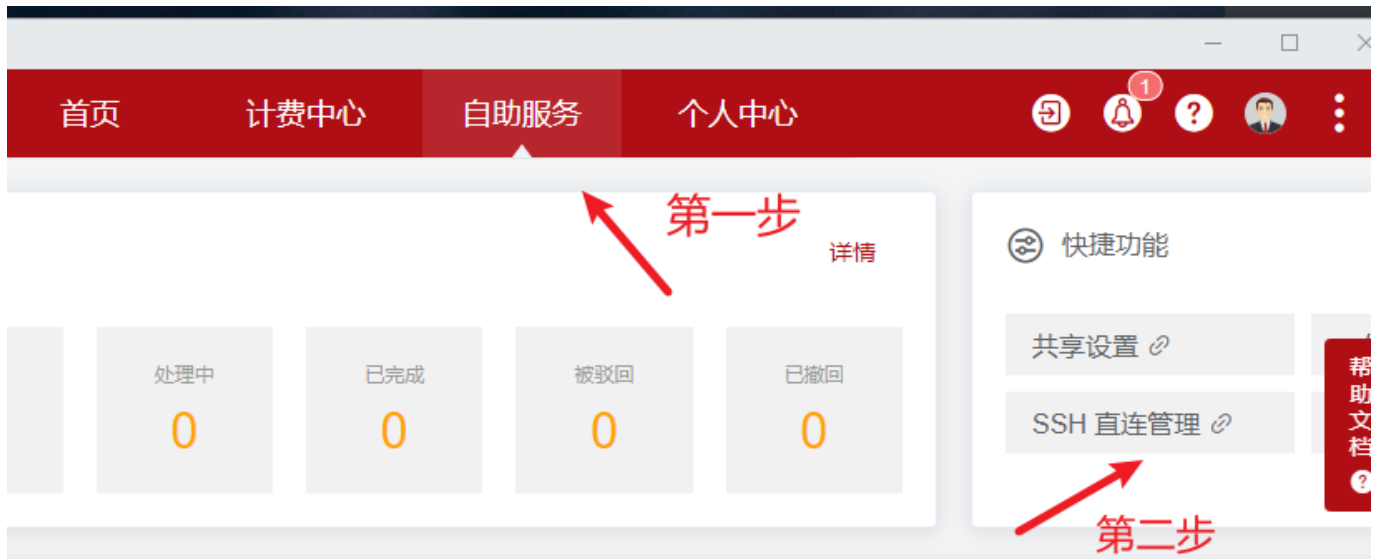 首页 计费中心 自助服务 个人中心 1 ?
第一步
详情
快捷功能
处理中 已完成 被驳回 已撤回
0 0 0 0
共享设置
SSH 直连管理
帮助文档
?
第二步